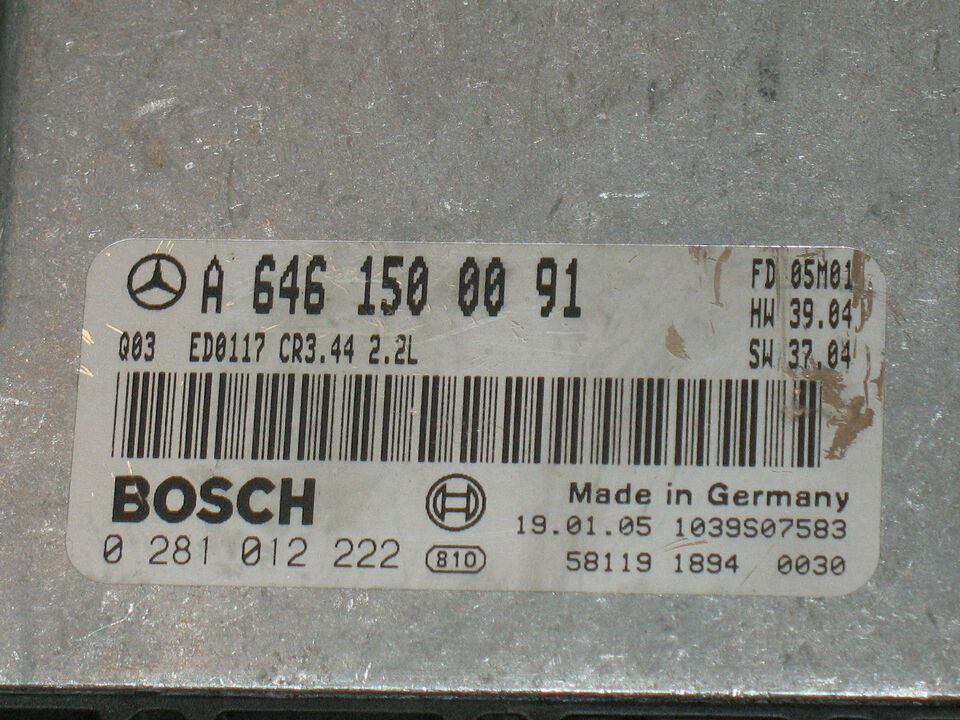 A 646 150 00 91
FD 05M01
HW 39.04
Q03 ED0117 CR3.44 2.2L
SW 37.04
BOSCH
Made in Germany
19.01.05 1039S07583
0 281 012 222
810
58119 1894 0030